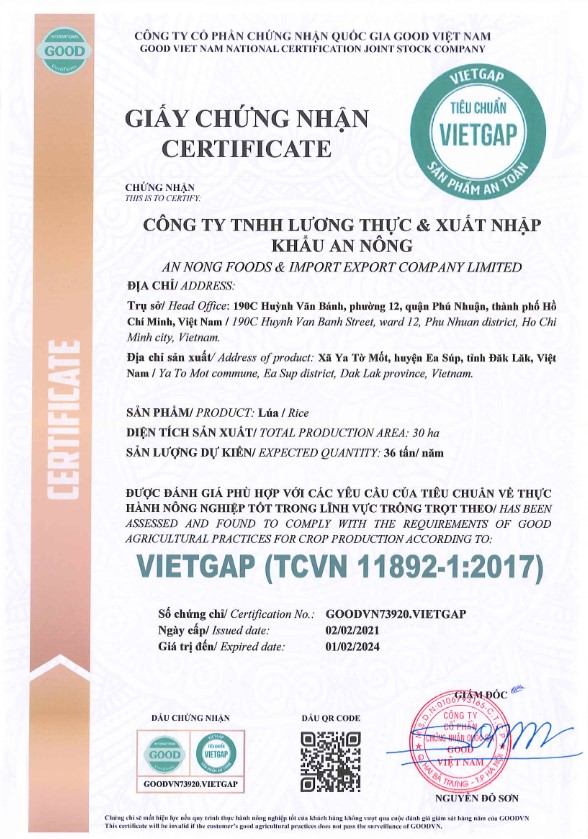 CÔNG TY CỔ PHẦN CHỨNG NHẬN QUỐC GIA GOOD VIỆT NAM
GOOD VIET NAM NATIONAL CERTIFICATION JOINT STOCK COMPANY
GOOD
VIETGAP
TIÊU CHUẨN
VIETGAP
SẢN PHẨM AN TOÀN
GIẤY CHỨNG NHẬN
CERTIFICATE
CHỨNG NHẬN
THIS IS TO CERTIFY:
CÔNG TY TNHH LƯƠNG THỰC & XUẤT NHẬP
KHẨU AN NÔNG
AN NONG FOODS & IMPORT EXPORT COMPANY LIMITED
ĐỊA CHỈ/ ADDRESS:
Trụ sở/ Head Office: 190C Huỳnh Văn Bánh, phường 12, quận Phú Nhuận, thành phố Hồ
Chí Minh, Việt Nam / 190C Huynh Van Banh Street, ward 12, Phu Nhuan district, Ho Chi
Minh city, Vietnam.
Địa chỉ sản xuất/ Address of product: Xã Ya Tờ Mốt, huyện Ea Súp, tỉnh Đăk Lăk, Việt
Nam / Ya To Mot commune, Ea Sup district, Dak Lak province, Vietnam.
SẢN PHẨM/ PRODUCT: Lúa / Rice
DIỆN TÍCH SẢN XUẤT/ TOTAL PRODUCTION AREA: 30 ha
SẢN LƯỢNG DỰ KIẾN/ EXPECTED QUANTITY: 36 tấn/ năm
CERTIFICATE
ĐƯỢC ĐÁNH GIÁ PHÙ HỢP VỚI CÁC YÊU CẦU CỦA TIÊU CHUẨN VỀ THỰC
HÀNH NÔNG NGHIỆP TỐT TRONG LĨNH VỰC TRỒNG TRỌT THEO/ HAS BEEN
ASSESSED AND FOUND TO COMPLY WITH THE REQUIREMENTS OF GOOD
AGRICULTURAL PRACTICES FOR CROP PRODUCTION ACCORDING TO:
VIETGAP (TCVN 11892-1:2017)
Số chứng chỉ/ Certification No.: GOODVN73920.VIETGAP
Ngày cấp/ Issued date: 02/02/2021
Giá trị đến/ Expired date: 01/02/2024
GIÁM ĐỐC
DẤU CHỨNG NHẬN
DẤU QR CODE
GOOD
VIETGAP
GOODVN73920.VIETGAP
CÔNG TY
CỔ PHẦN
CHỨNG NHẬN QUỐC GIA
GOOD
VIỆT NAM
Q. HAI BÀ TRƯNG - T.P HÀ NỘI
NGUYỄN ĐỖ SƠN
Chứng chỉ sẽ mất hiệu lực nếu quy trình thực hành nông nghiệp tốt của khách hàng không vượt qua cuộc đánh giá giám sát hàng năm của GOODVN
This certificate will be invalid if the customer's good agricultural practices does not pass the surveillance of GOODVN.